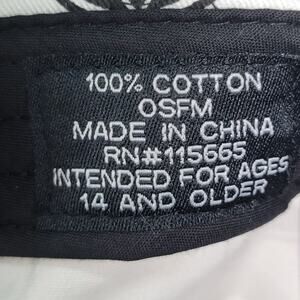 100% COTTON
OSFM
MADE IN CHINA
RN#115665
INTENDED FOR AGES
14 AND OLDER